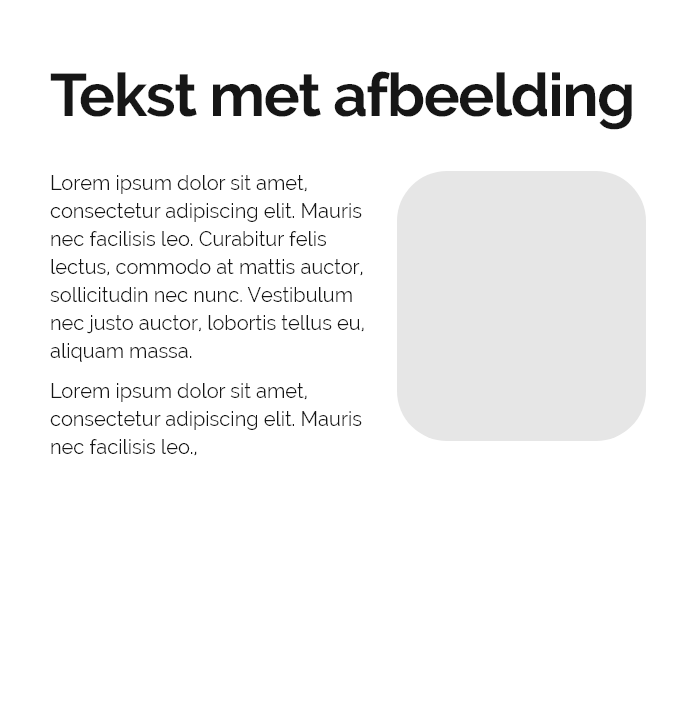 Tekst met afbeelding
Lorem ipsum dolor sit amet,
consectetur adipiscing elit. Mauris
nec facilisis leo. Curabitur felis
lectus, commodo at mattis auctor,
sollicitudin nec nunc. Vestibulum
nec justo auctor, lobortis tellus eu,
aliquam massa.
Lorem ipsum dolor sit amet,
consectetur adipiscing elit. Mauris
nec facilisis leo.,